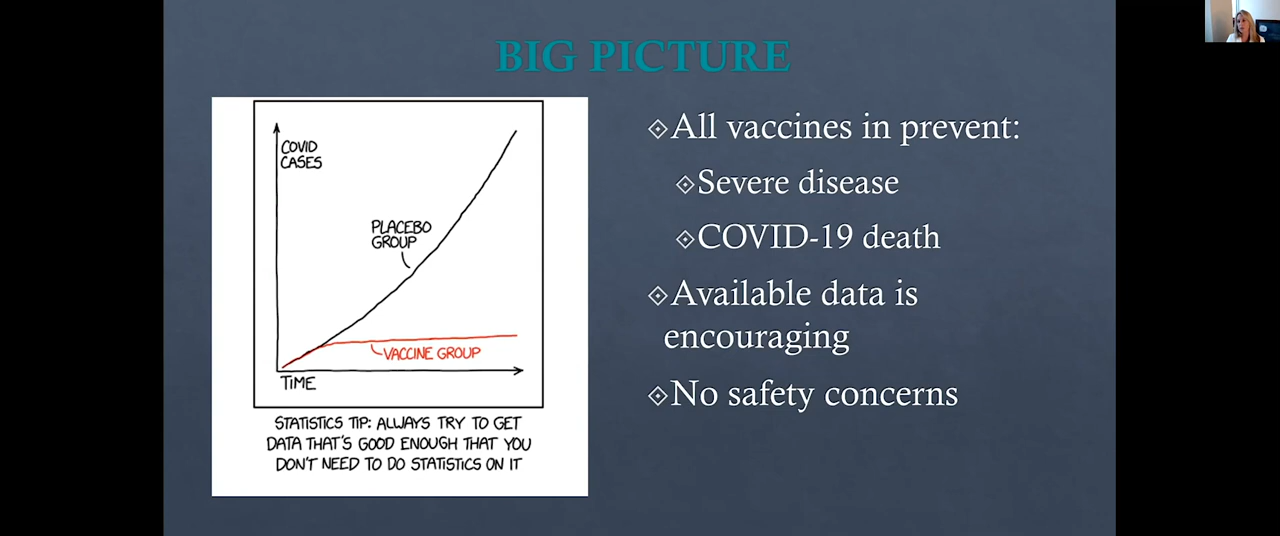 BIG PICTURE
COVID
CASES
PLACEBO
GROUP
VACCINE GROUP
TIME
STATISTICS TIP: ALWAYS TRY TO GET
DATA THAT'S GOOD ENOUGH THAT YOU
DON'T NEED TO DO STATISTICS ON IT
All vaccines in prevent:
Severe disease
COVID-19 death
Available data is
encouraging
No safety concerns